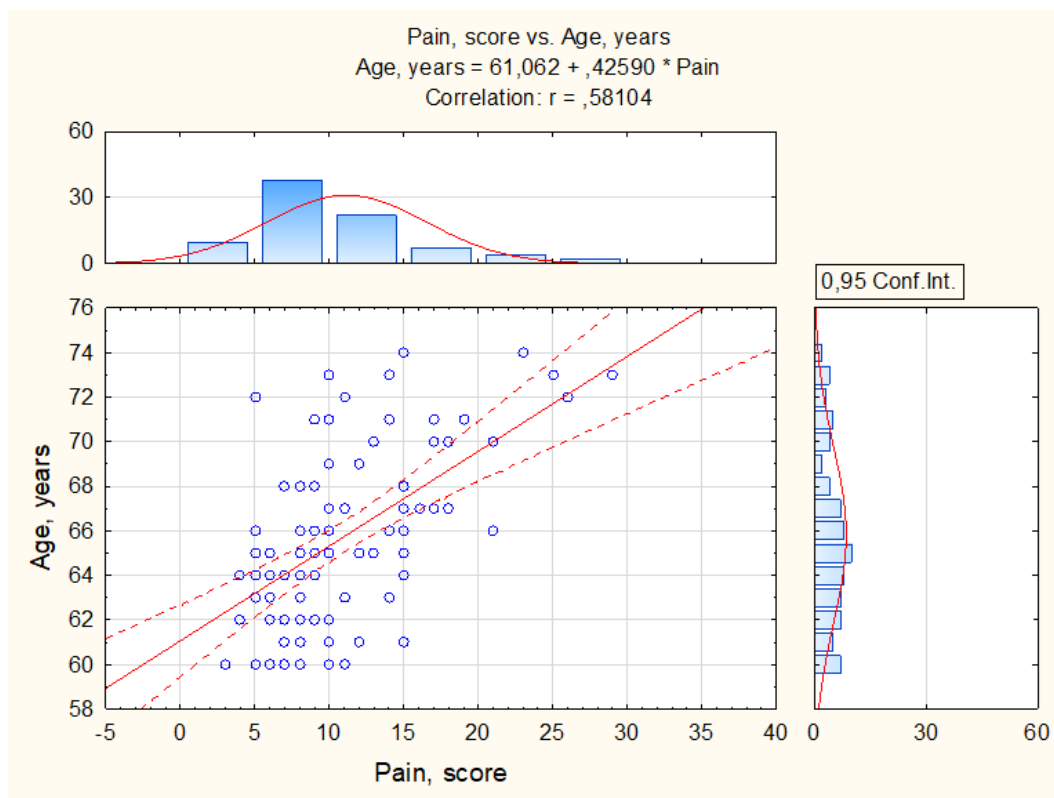 Pain, score vs. Age, years
Age, years = 61,062 + ,42590 * Pain
Correlation: r = ,58104
60
30
0
0,95 Conf.Int.
76
74
72
70
68
66
64
62
60
58
Age, years
-5 0 5 10 15 20 25 30 35 40
Pain, score
0 30 60